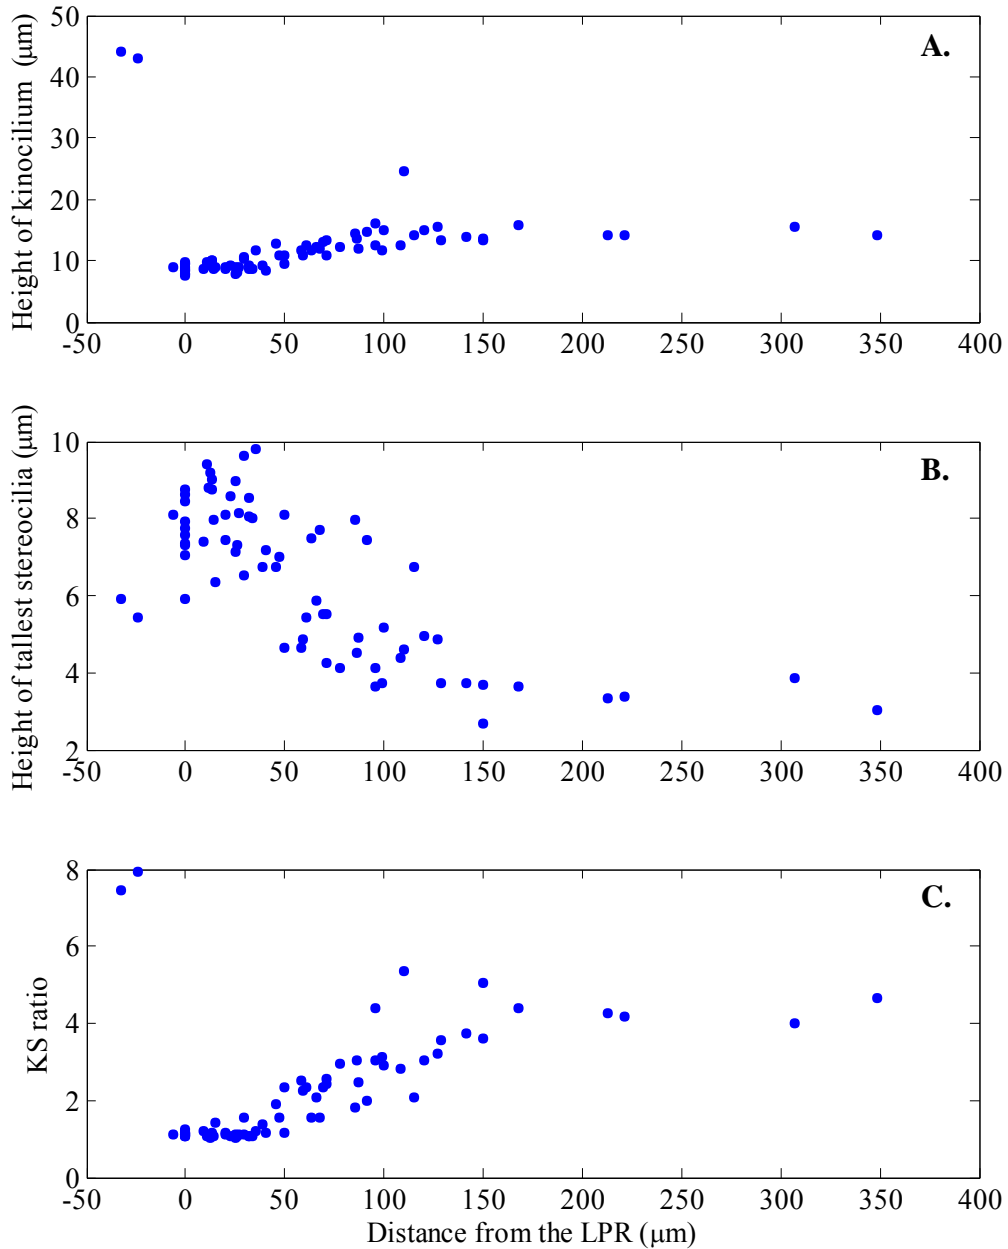 50
40
30
20
10
0
Height of kinocilium (μm)
A.
-50 0 50 100 150 200 250 300 350 400
10
8
6
4
2
Height of tallest stereocilia (μm)
B.
-50 0 50 100 150 200 250 300 350 400
8
6
4
2
0
KS ratio
C.
-50 0 50 100 150 200 250 300 350 400
Distance from the LPR (μm)